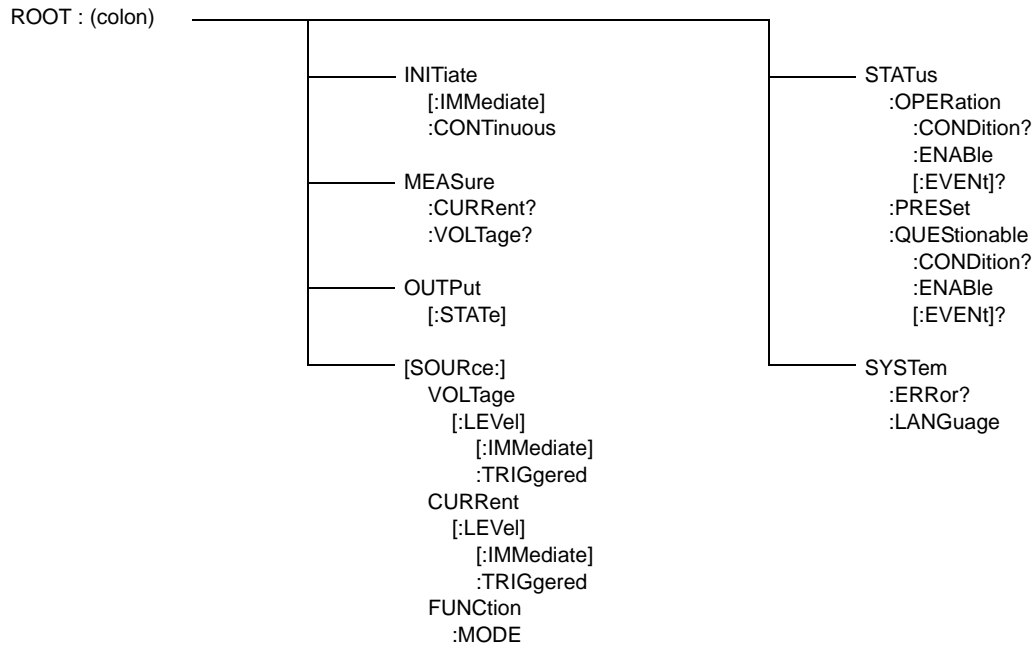 ROOT : (colon)
INITiate
[:IMMediate]
:CONTinuous
MEASure
:CURRent?
:VOLTage?
OUTPut
[:STATe]
[SOURce:]
VOLTage
[:LEVel]
[:IMMediate]
:TRIGgered
CURRent
[:LEVel]
[:IMMediate]
:TRIGgered
FUNCtion
:MODE
STATus
:OPERation
:CONDition?
:ENABle
[:EVENt]?
:PRESet
:QUEStionable
:CONDition?
:ENABle
[:EVENt]?
SYSTem
:ERRor?
:LANGuage